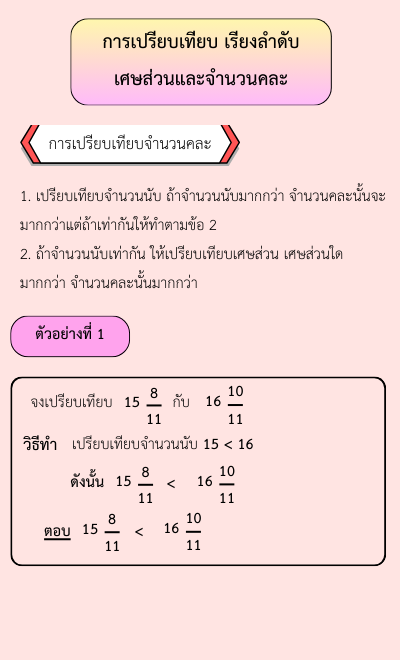 การเปรียบเทียบ เรียงลำดับ
เศษส่วนและจำนวนคละ
การเปรียบเทียบจำนวนคละ
1. เปรียบเทียบจำนวนนับ ถ้าจำนวนนับมากกว่า จำนวนคละนั้นจะ
มากกว่าแต่ถ้าเท่ากันให้ทำตามข้อ 2
2. ถ้าจำนวนนับเท่ากัน ให้เปรียบเทียบเศษส่วน เศษส่วนใด
มากกว่า จำนวนคละนั้นมากกว่า
ตัวอย่างที่ 1
จงเปรียบเทียบ 15 8/11 กับ 16 10/11
วิธีทำ เปรียบเทียบจำนวนนับ 15 < 16
ดังนั้น 15 8/11 < 16 10/11
ตอบ 15 8/11 < 16 10/11